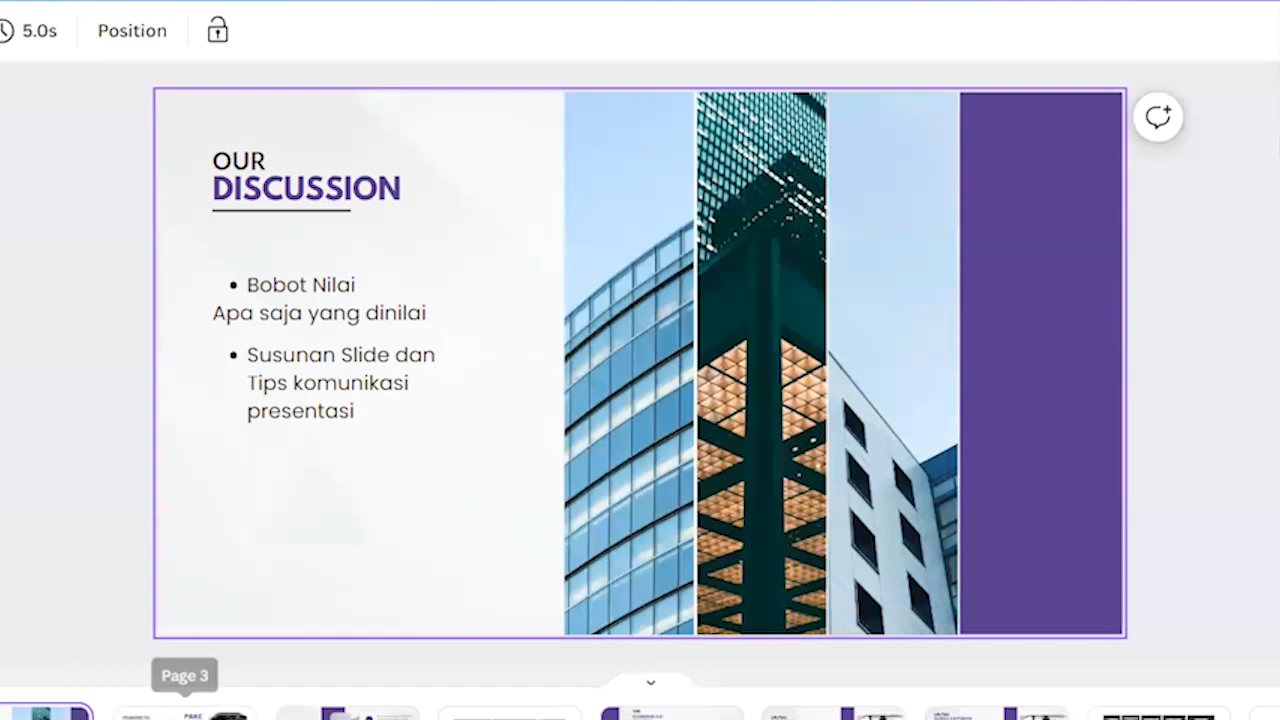 5.0s
Position
OUR
DISCUSSION
• Bobot Nilai
Apa saja yang dinilai
• Susunan Slide dan
Tips komunikasi
presentasi
Page 3